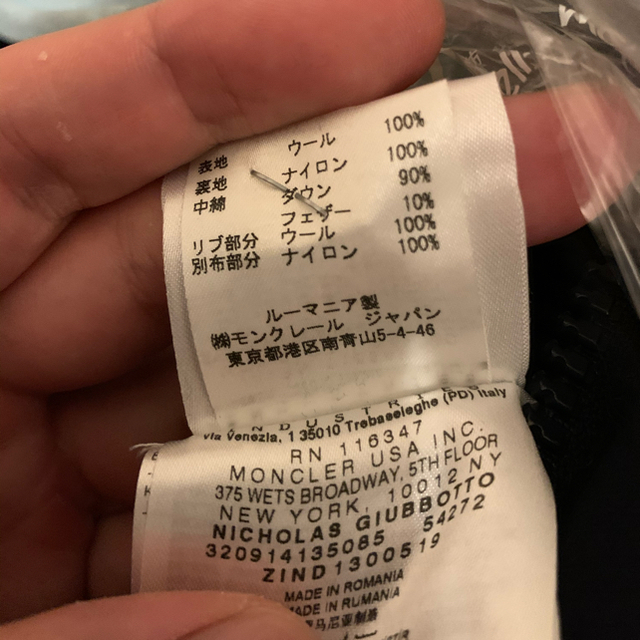 表地 ウール 100%
裏地 ナイロン 100%
中綿 ダウン 90%
フェザー 10%
リブ部分 ウール 100%
別布部分 ナイロン 100%
ルーマニア製
㈱モンクレール ジャパン
東京都港区南青山5-4-46
INDUSTRIES
Via Venezia, 1 35010 Trebaseleghe (PD) Italy
RN 116347
MONCLER USA INC.
375 WETS BROADWAY, 5TH FLOOR
NEW YORK, 10012 NY
NICHOLAS GIUBBOTTO
320914135085 54272
ZIND1300519
MADE IN ROMANIA
MADE IN RUMANIA